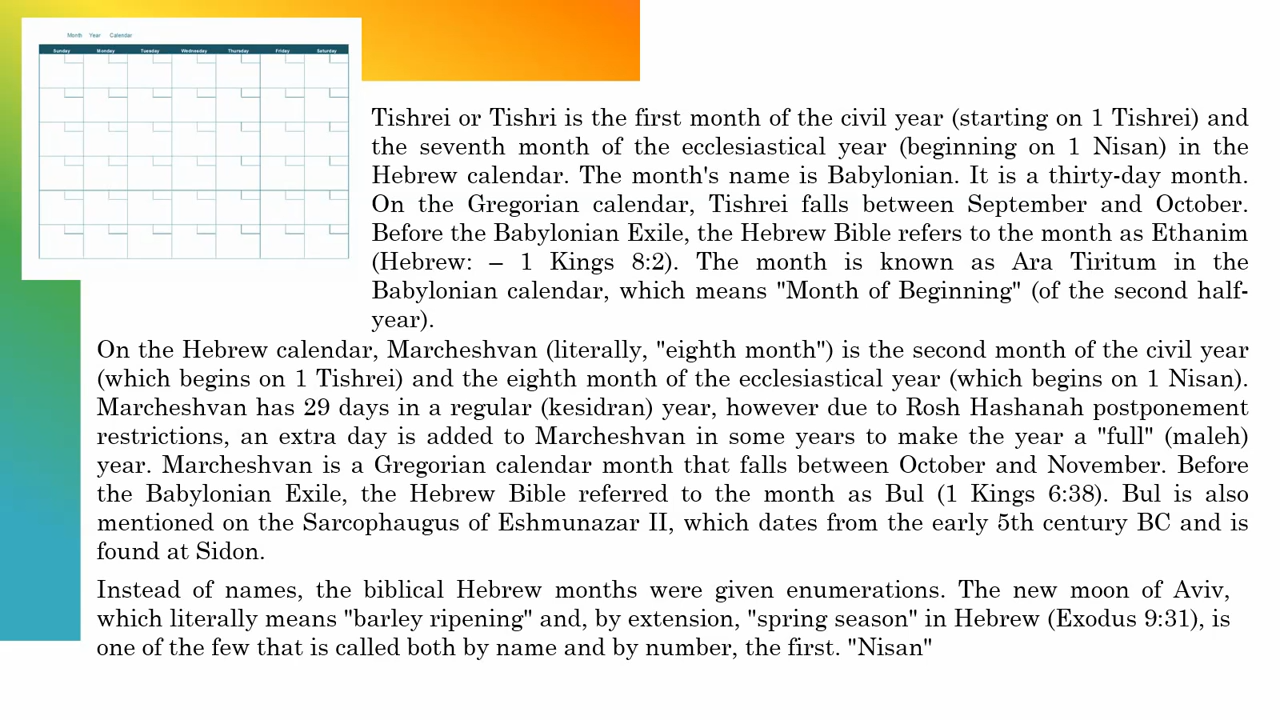 Month Year Calendar
Sunday Monday Tuesday Wednesday Thursday Friday Saturday
Tishrei or Tishri is the first month of the civil year (starting on 1 Tishrei) and
the seventh month of the ecclesiastical year (beginning on 1 Nisan) in the
Hebrew calendar. The month's name is Babylonian. It is a thirty-day month.
On the Gregorian calendar, Tishrei falls between September and October.
Before the Babylonian Exile, the Hebrew Bible refers to the month as Ethanim
(Hebrew: – 1 Kings 8:2). The month is known as Ara Tiritum in the
Babylonian calendar, which means "Month of Beginning" (of the second half-
year).
On the Hebrew calendar, Marcheshvan (literally, "eighth month") is the second month of the civil year
(which begins on 1 Tishrei) and the eighth month of the ecclesiastical year (which begins on 1 Nisan).
Marcheshvan has 29 days in a regular (kesidran) year, however due to Rosh Hashanah postponement
restrictions, an extra day is added to Marcheshvan in some years to make the year a "full" (maleh)
year. Marcheshvan is a Gregorian calendar month that falls between October and November. Before
the Babylonian Exile, the Hebrew Bible referred to the month as Bul (1 Kings 6:38). Bul is also
mentioned on the Sarcophaugus of Eshmunazar II, which dates from the early 5th century BC and is
found at Sidon.
Instead of names, the biblical Hebrew months were given enumerations. The new moon of Aviv,
which literally means "barley ripening" and, by extension, "spring season" in Hebrew (Exodus 9:31), is
one of the few that is called both by name and by number, the first. "Nisan"